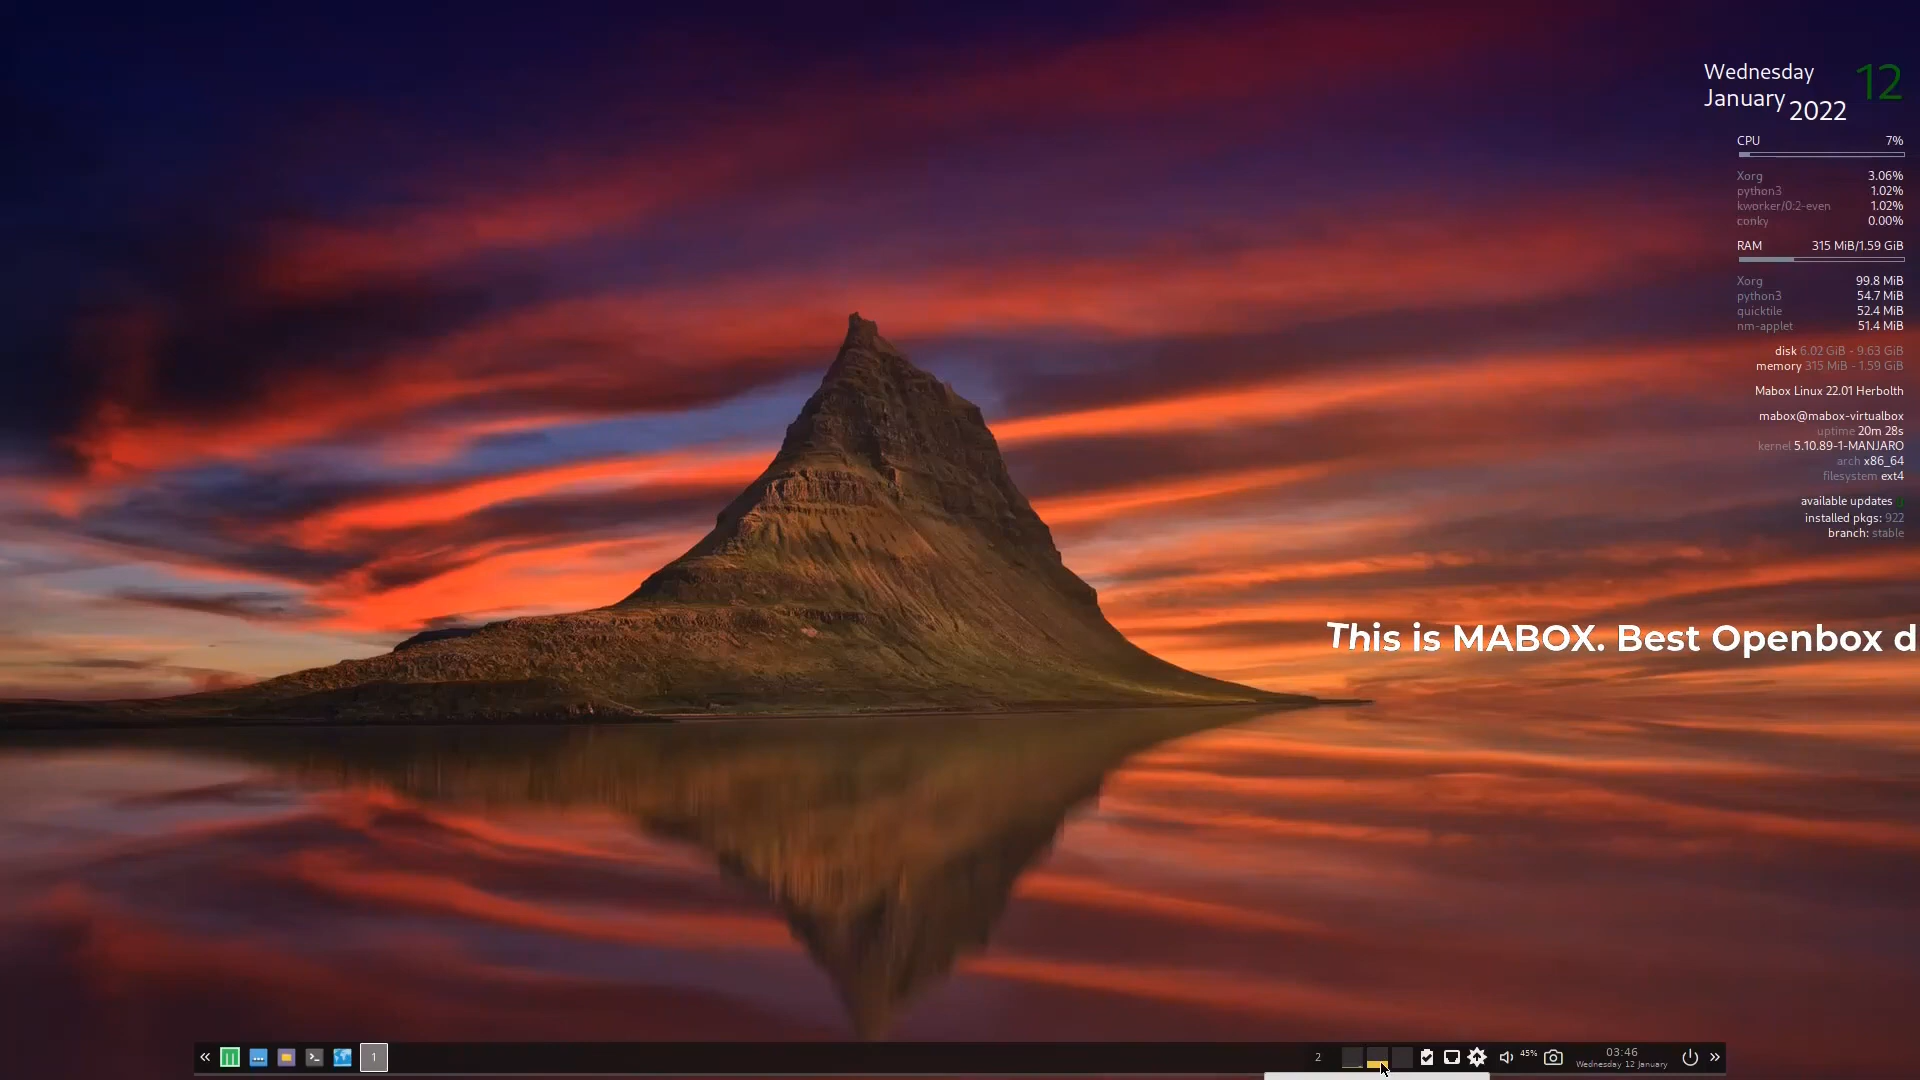 Wednesday 12
January 2022
CPU 7%
Xorg 3.06%
python3 1.02%
kworker/0:2-even 1.02%
conky 0.00%
RAM 315 MiB/1.59 GiB
Xorg 99.8 MiB
python3 54.7 MiB
quicktile 52.4 MiB
nm-applet 51.4 MiB
disk 6.02 GiB - 9.63 GiB
memory 315 MiB - 1.59 GiB
Mabox Linux 22.01 Herbolth
mabox@mabox-virtualbox
uptime 20m 28s
kernel 5.10.89-1-MANJARO
arch x86_64
filesystem ext4
available updates
installed pkgs: 922
branch: stable
This is MABOX. Best Openbox d
1
2
45%
03:46
Wednesday 12 January